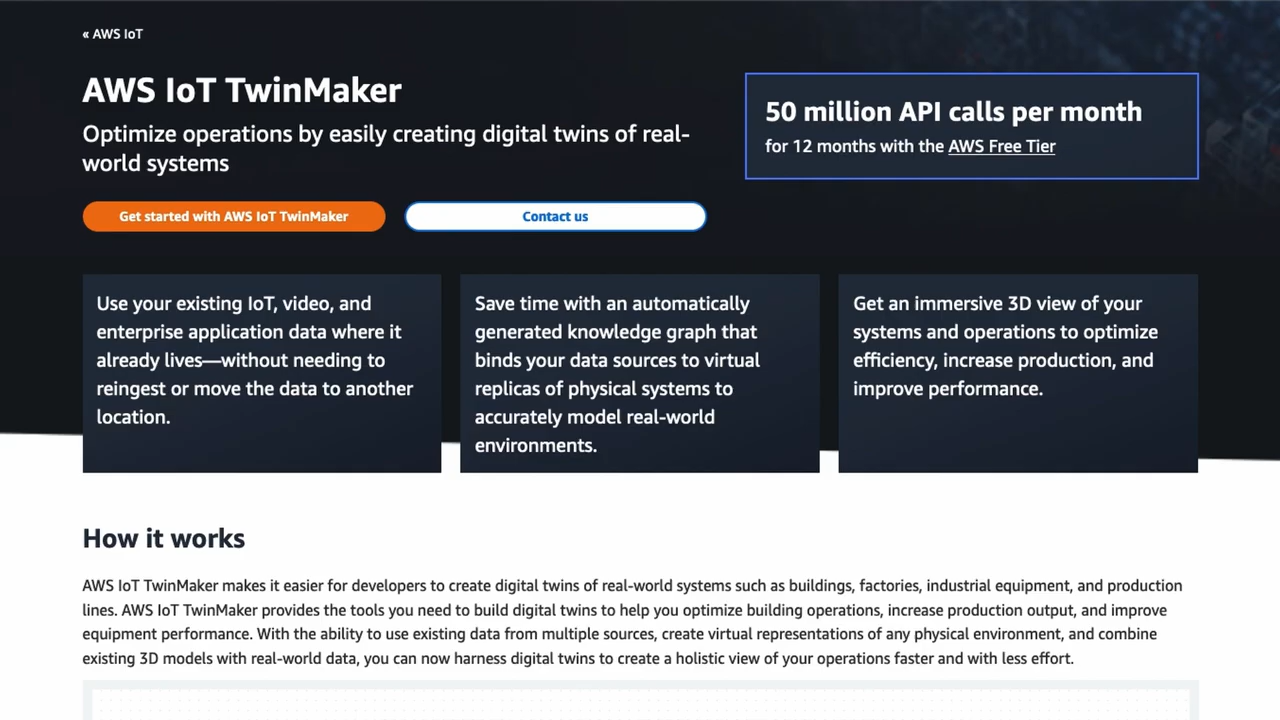 « AWS IoT
AWS IoT TwinMaker
Optimize operations by easily creating digital twins of real-
world systems
Get started with AWS IoT TwinMaker
Contact us
50 million API calls per month
for 12 months with the AWS Free Tier
Use your existing IoT, video, and
enterprise application data where it
already lives—without needing to
reingest or move the data to another
location.
Save time with an automatically
generated knowledge graph that
binds your data sources to virtual
replicas of physical systems to
accurately model real-world
environments.
Get an immersive 3D view of your
systems and operations to optimize
efficiency, increase production, and
improve performance.
How it works
AWS IoT TwinMaker makes it easier for developers to create digital twins of real-world systems such as buildings, factories, industrial equipment, and production
lines. AWS IoT TwinMaker provides the tools you need to build digital twins to help you optimize building operations, increase production output, and improve
equipment performance. With the ability to use existing data from multiple sources, create virtual representations of any physical environment, and combine
existing 3D models with real-world data, you can now harness digital twins to create a holistic view of your operations faster and with less effort.